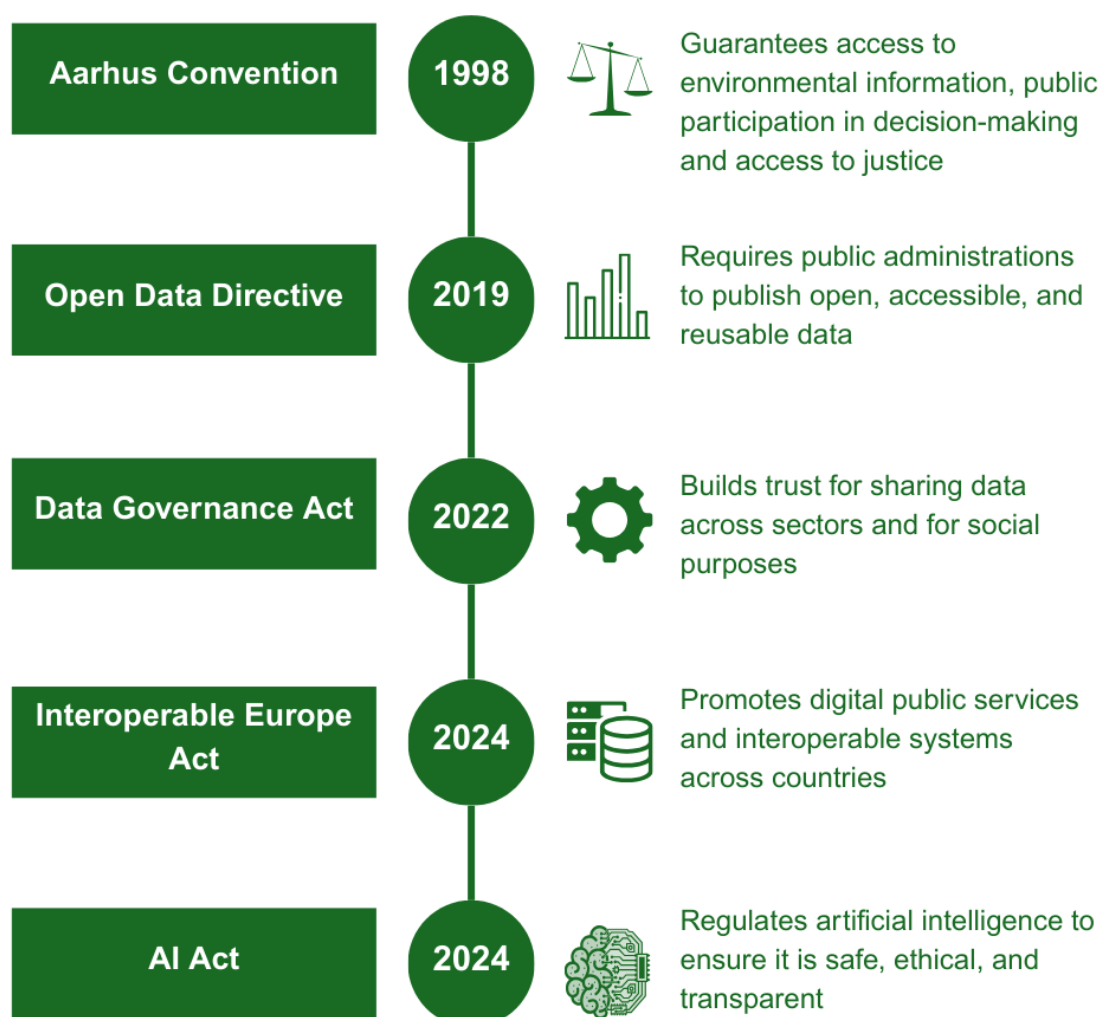 Aarhus Convention
1998
Guarantees access to
environmental information, public
participation in decision-making
and access to justice
Open Data Directive
2019
Requires public administrations
to publish open, accessible, and
reusable data
Data Governance Act
2022
Builds trust for sharing data
across sectors and for social
purposes
Interoperable Europe
Act
2024
Promotes digital public services
and interoperable systems
across countries
AI Act
2024
Regulates artificial intelligence to
ensure it is safe, ethical, and
transparent